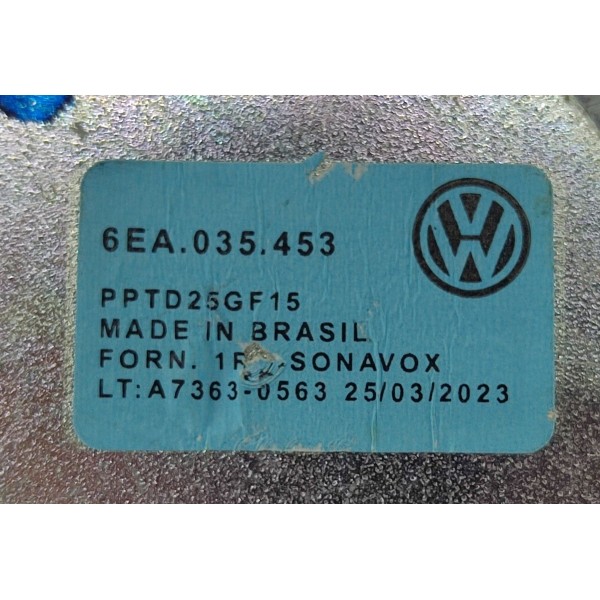 6EA.035.453
PPTD25GF15
MADE IN BRASIL
FORN. SONAVOX
LT:A7363-0563 25/03/2023